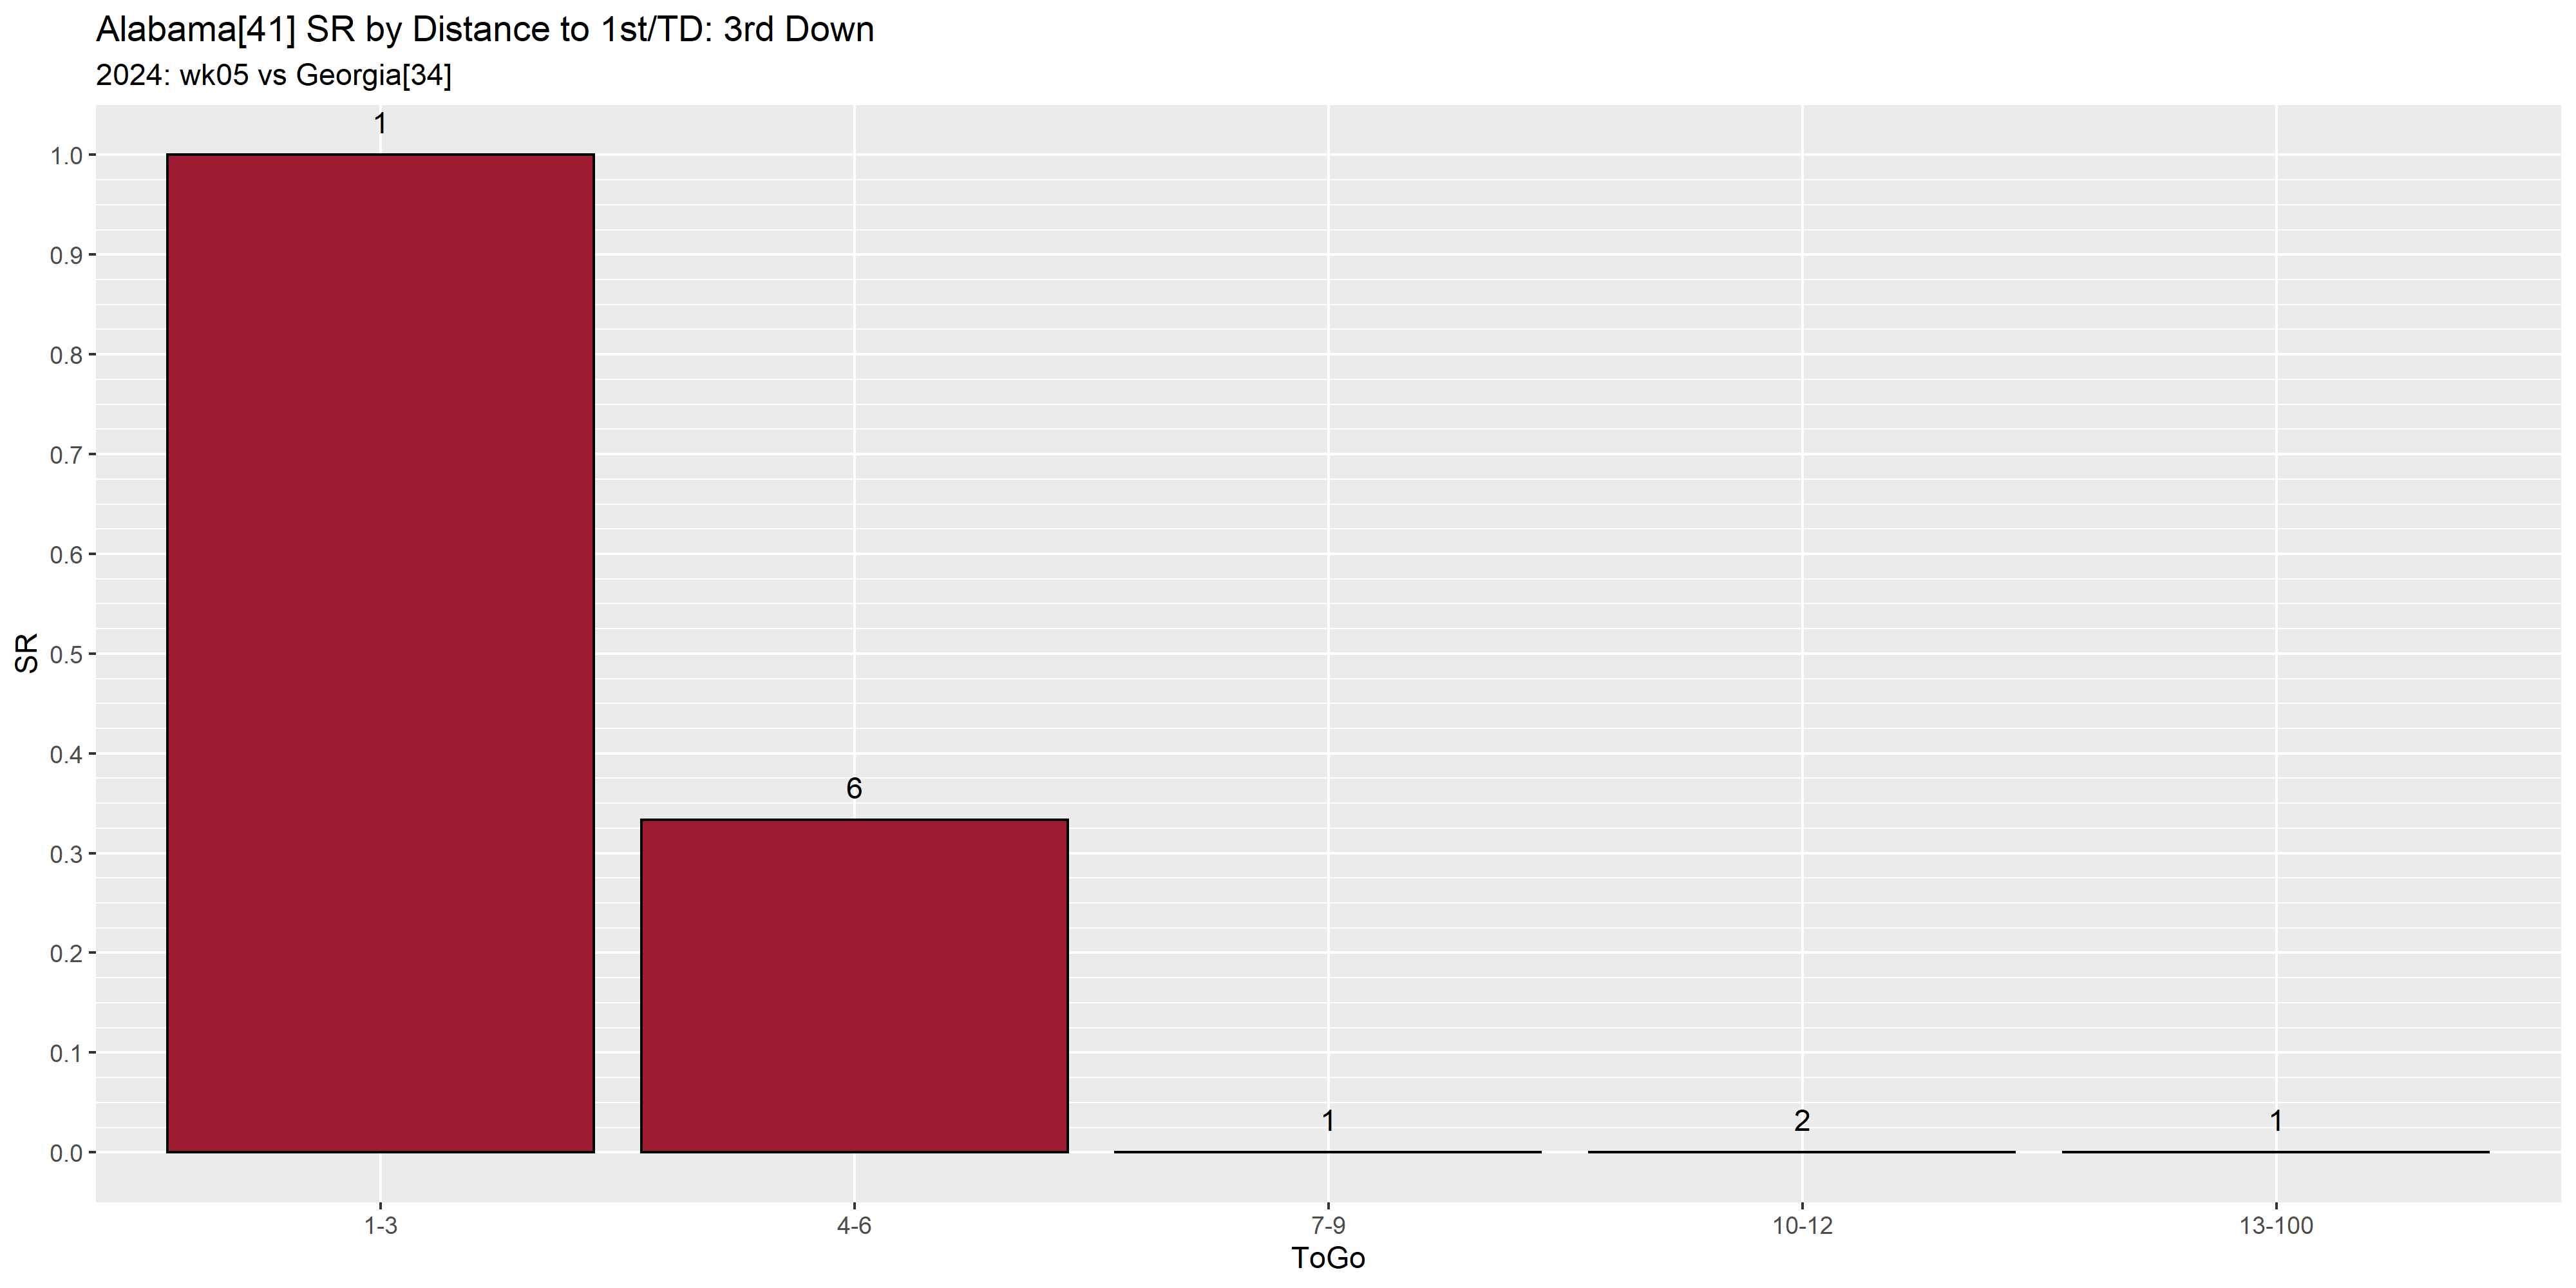 Alabama[41] SR by Distance to 1st/TD: 3rd Down
2024: wk05 vs Georgia[34]
1
1.0
0.9
0.8
0.7
0.6
SR
0.5
0.4
6
0.3
0.2
0.1
1 2 1
0.0
1-3 4-6 7-9 10-12 13-100
ToGo